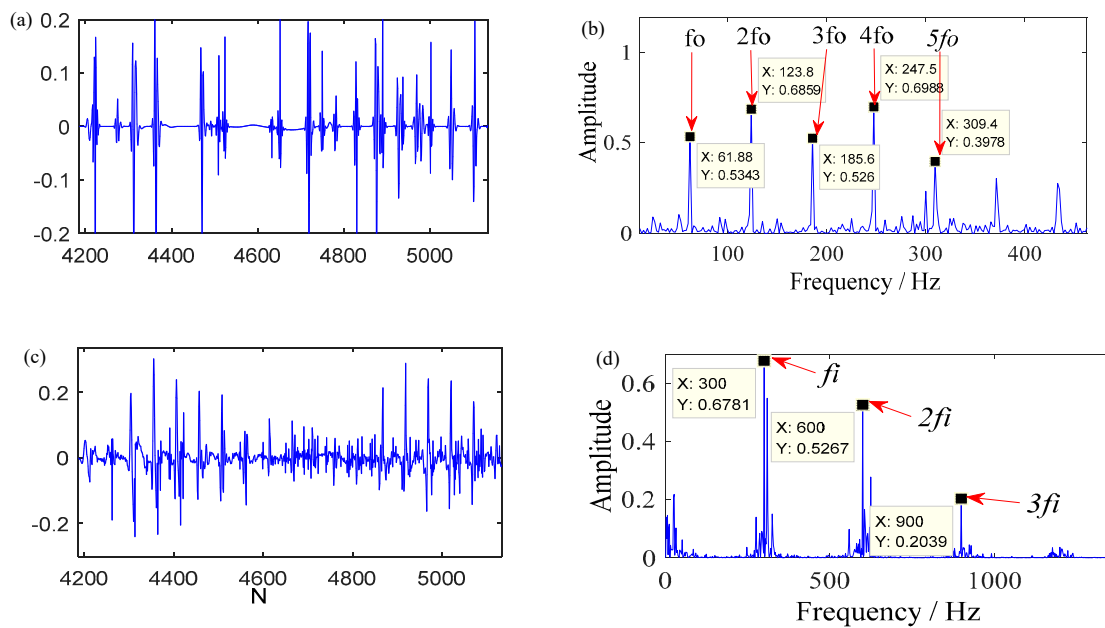 (a)
0.2
0.1
0
-0.1
-0.2
4200 4400 4600 4800 5000
(b)
fo 2fo 3fo 4fo 5fo
1
0.5
0
Amplitude
X: 61.88
Y: 0.5343
X: 123.8
Y: 0.6859
X: 185.6
Y: 0.526
X: 247.5
Y: 0.6988
X: 309.4
Y: 0.3978
100 200 300 400
Frequency / Hz
(c)
0.2
0
-0.2
4200 4400 4600 4800 5000
N
(d)
0.6
0.4
0.2
0
Amplitude
fi
X: 300
Y: 0.6781
2fi
X: 600
Y: 0.5267
3fi
X: 900
Y: 0.2039
0 500 1000
Frequency / Hz